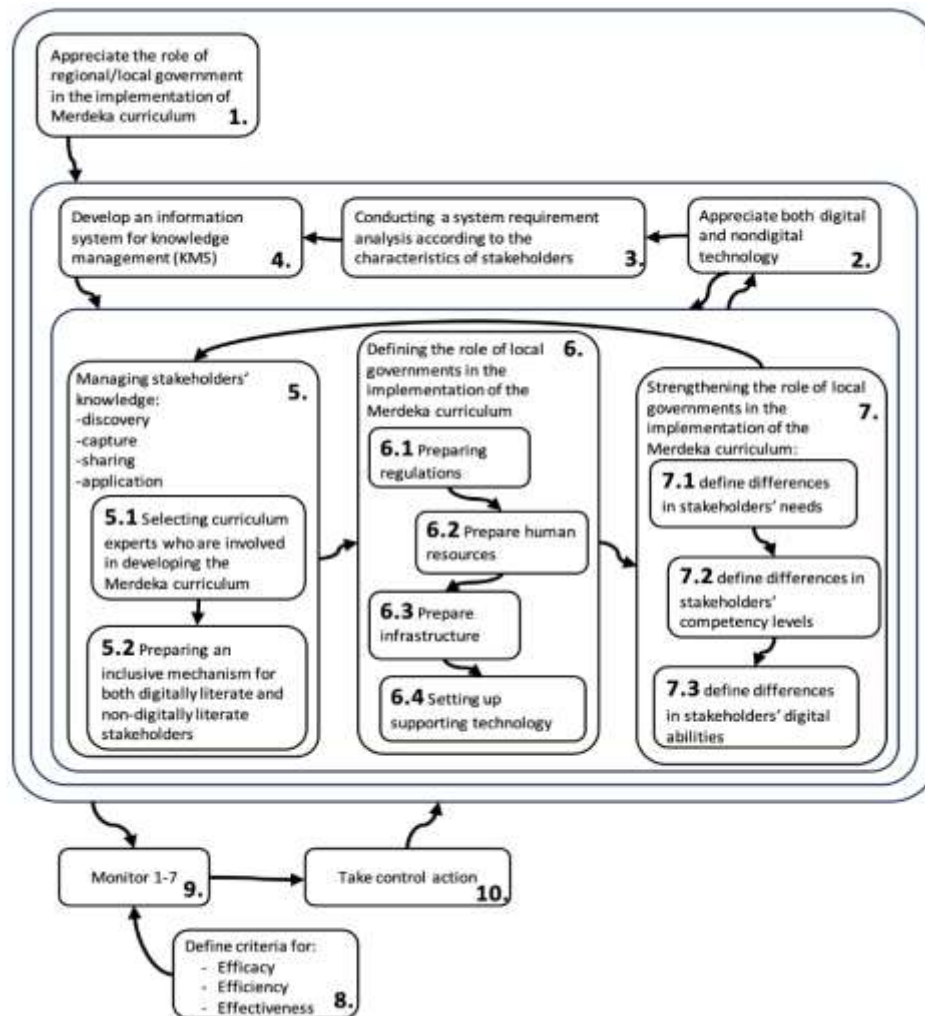 Appreciate the role of
regional/local government
in the implementation of
Merdeka curriculum
1.
Develop an information
system for knowledge
management (KMS)
4.
Conducting a system requirement
analysis according to the
characteristics of stakeholders
3.
Appreciate both digital
and nondigital
technology
2.
Managing stakeholders'
knowledge:
-discovery
-capture
-sharing
-application
5.
5.1 Selecting curriculum
experts who are involved
in developing the
Merdeka curriculum
5.2 Preparing an
inclusive mechanism for
both digitally literate and
non-digitally literate
stakeholders
Defining the role of local
governments in the
implementation of the
Merdeka curriculum
6.
6.1 Preparing
regulations
6.2 Prepare human
resources
6.3 Prepare
infrastructure
6.4 Setting up
supporting technology
Strengthening the role of local
governments in the
implementation of the
Merdeka curriculum:
7.
7.1 define differences
in stakeholders' needs
7.2 define differences in
stakeholders'
competency levels
7.3 define differences
in stakeholders' digital
abilities
Monitor 1-7
9.
Take control action
10.
Define criteria for:
- Efficacy
- Efficiency
- Effectiveness
8.